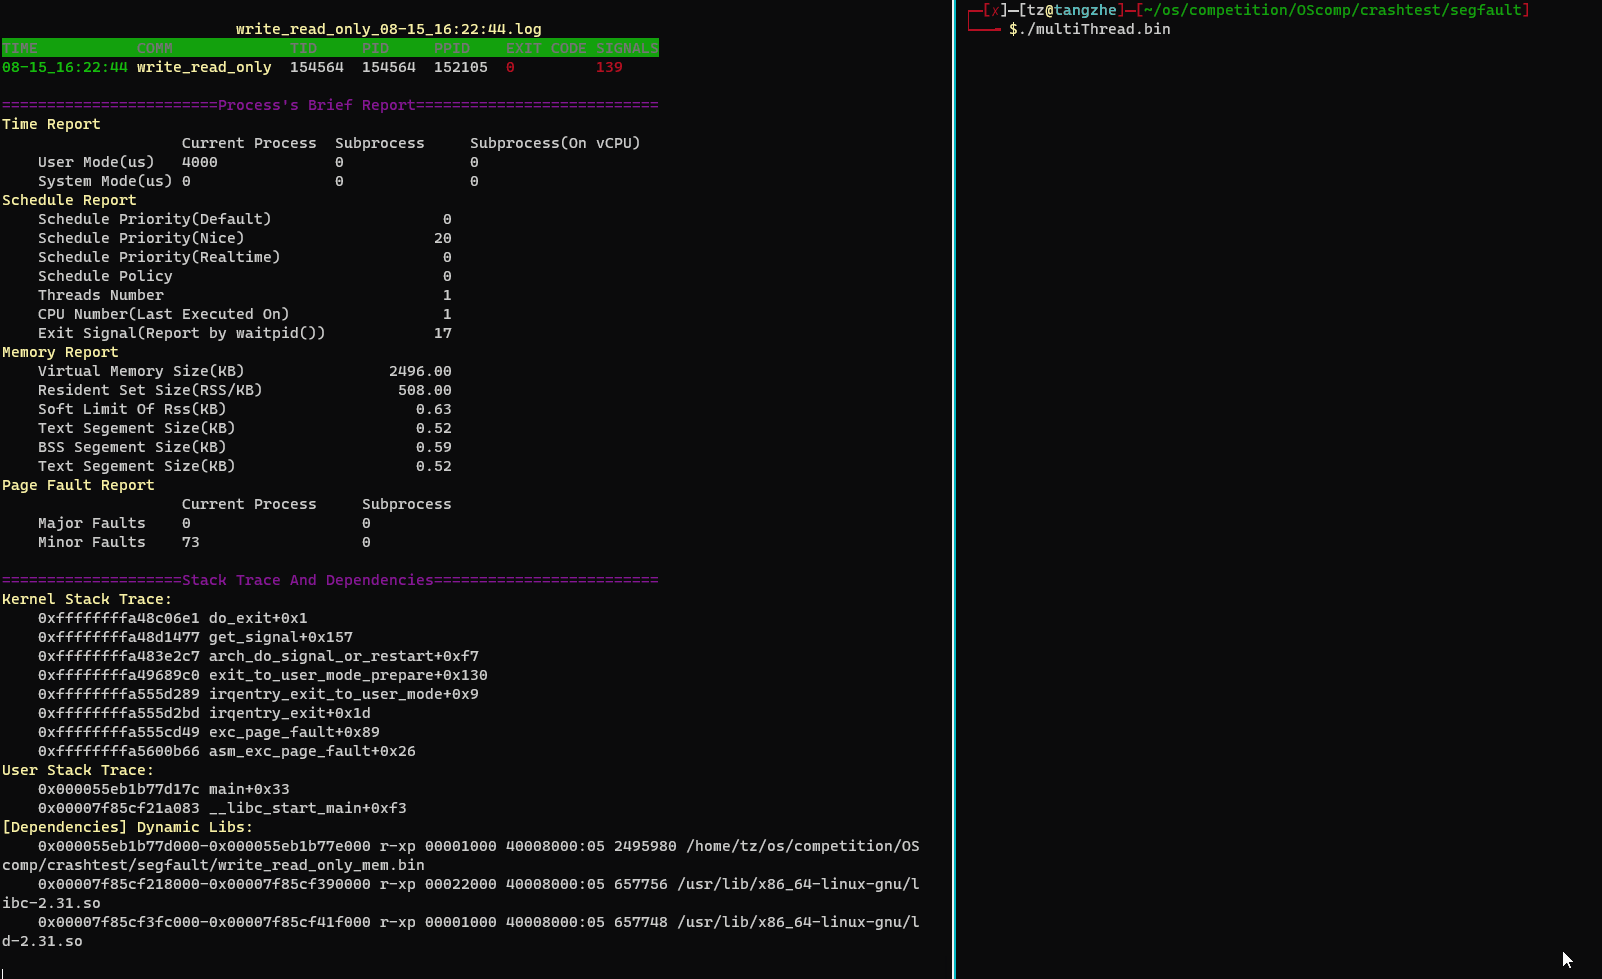 write_read_only_08-15_16:22:44.log
TIME           COMM             TID     PID     PPID    EXIT CODE SIGNALS
08-15_16:22:44 write_read_only  154564  154564  152105  0         139
========================Process's Brief Report===========================
Time Report
                    Current Process  Subprocess     Subprocess(On vCPU)
    User Mode(us)   4000             0              0
    System Mode(us) 0                0              0
Schedule Report
    Schedule Priority(Default)                   0
    Schedule Priority(Nice)                     20
    Schedule Priority(Realtime)                  0
    Schedule Policy                              0
    Threads Number                               1
    CPU Number(Last Executed On)                 1
    Exit Signal(Report by waitpid())            17
Memory Report
    Virtual Memory Size(KB)                2496.00
    Resident Set Size(RSS/KB)               508.00
    Soft Limit Of Rss(KB)                     0.63
    Text Segement Size(KB)                    0.52
    BSS Segement Size(KB)                     0.59
    Text Segement Size(KB)                    0.52
Page Fault Report
                    Current Process     Subprocess
    Major Faults    0                   0
    Minor Faults    73                  0
====================Stack Trace And Dependencies=========================
Kernel Stack Trace:
    0xffffffffa48c06e1 do_exit+0x1
    0xffffffffa48d1477 get_signal+0x157
    0xffffffffa483e2c7 arch_do_signal_or_restart+0xf7
    0xffffffffa49689c0 exit_to_user_mode_prepare+0x130
    0xffffffffa555d289 irqentry_exit_to_user_mode+0x9
    0xffffffffa555d2bd irqentry_exit+0x1d
    0xffffffffa555cd49 exc_page_fault+0x89
    0xffffffffa5600b66 asm_exc_page_fault+0x26
User Stack Trace:
    0x000055eb1b77d17c main+0x33
    0x00007f85cf21a083 __libc_start_main+0xf3
[Dependencies] Dynamic Libs:
    0x000055eb1b77d000-0x000055eb1b77e000 r-xp 00001000 40008000:05 2495980 /home/tz/os/competition/OS
comp/crashtest/segfault/write_read_only_mem.bin
    0x00007f85cf218000-0x00007f85cf390000 r-xp 00022000 40008000:05 657756 /usr/lib/x86_64-linux-gnu/l
ibc-2.31.so
    0x00007f85cf3fc000-0x00007f85cf41f000 r-xp 00001000 40008000:05 657748 /usr/lib/x86_64-linux-gnu/l
d-2.31.so
┌─[✗]─[tz@tangzhe]─[~/os/competition/OScomp/crashtest/segfault]
└──╼ $./multiThread.bin